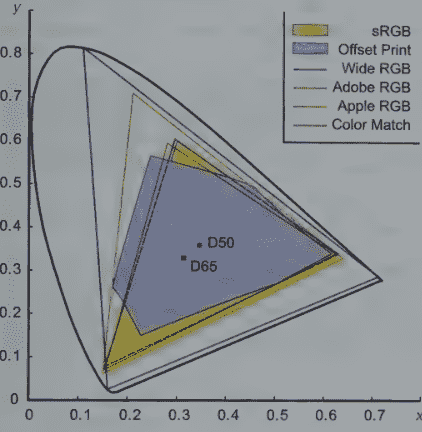 y
0.8
0.7
0.6
0.5
0.4
0.3
0.2
0.1
0
0 0.1 0.2 0.3 0.4 0.5 0.6 0.7 x
sRGB
Offset Print
Wide RGB
Adobe RGB
Apple RGB
Color Match
D50
D65